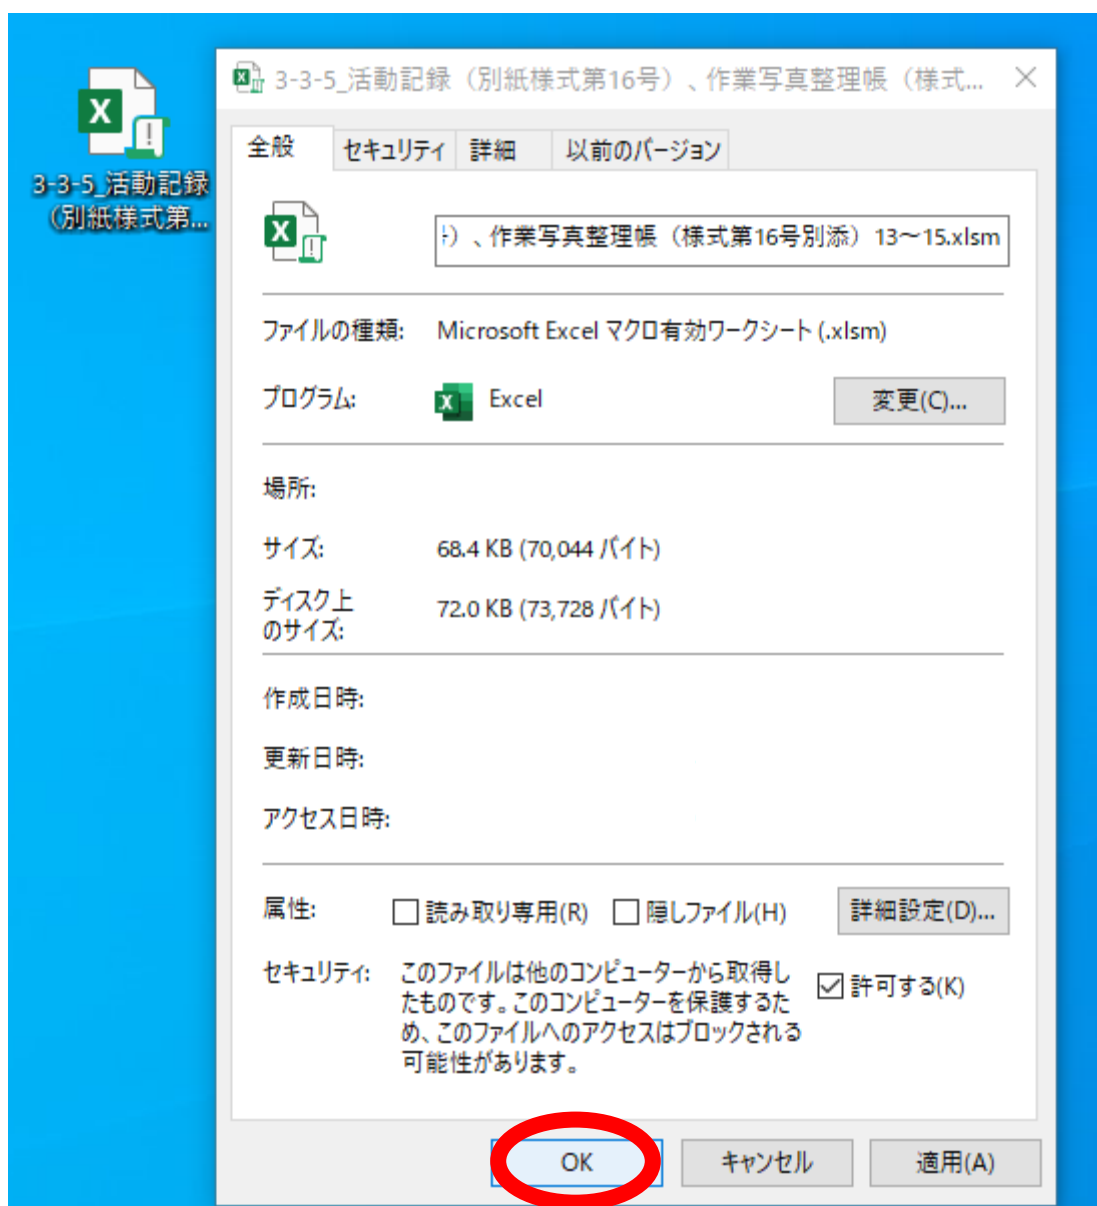 3-3-5_活動記録
（別紙様式第...
3-3-5_活動記録（別紙様式第16号）、作業写真整理帳（様式...
全般 セキュリティ 詳細 以前のバージョン
）、作業写真整理帳（様式第16号別添）13～15.xlsm
ファイルの種類: Microsoft Excel マクロ有効ワークシート (.xlsm)
プログラム: Excel 変更(C)...
場所:
サイズ: 68.4 KB (70,044 バイト)
ディスク上
のサイズ: 72.0 KB (73,728 バイト)
作成日時:
更新日時:
アクセス日時:
属性: 読み取り専用(R) 隠しファイル(H) 詳細設定(D)...
セキュリティ: このファイルは他のコンピューターから取得し
たものです。このコンピューターを保護するた
め、このファイルへのアクセスはブロックされる
可能性があります。
許可する(K)
OK キャンセル 適用(A)